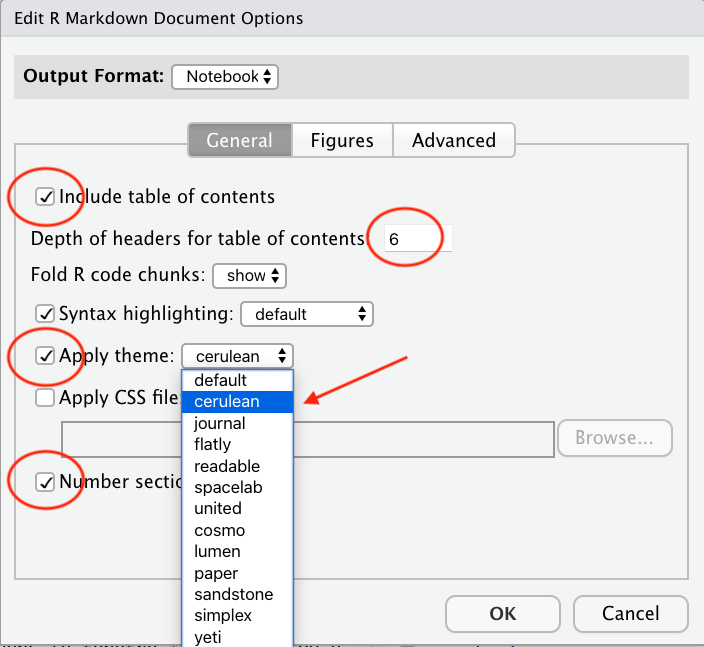 Edit R Markdown Document Options
Output Format: Notebook
General Figures Advanced
Include table of contents
Depth of headers for table of contents: 6
Fold R code chunks: show
Syntax highlighting: default
Apply theme: cerulean
default
Apply CSS file:
cerulean
journal
flatly
Browse...
readable
Number
spacelab
united
cosmo
lumen
paper
sandstone
simplex
yeti
OK Cancel